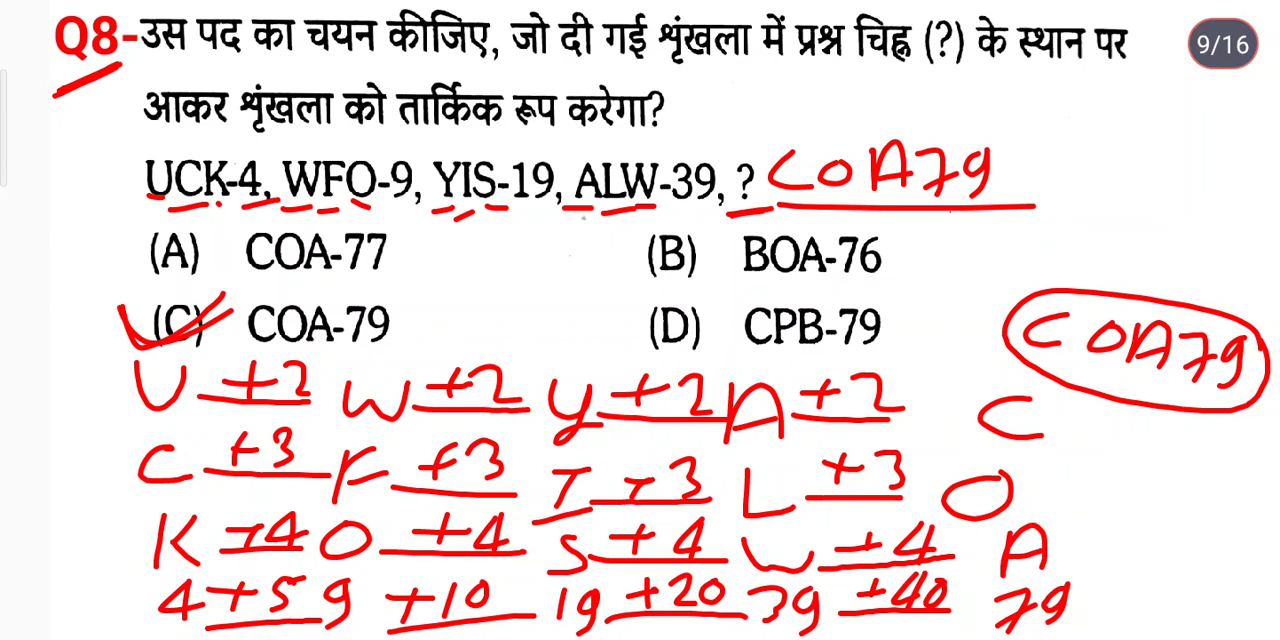 Q8-उस पद का चयन कीजिए, जो दी गई शृंखला में प्रश्न चिह्न (?) के स्थान पर
9/16
आकर शृंखला को तार्किक रूप करेगा?
UCK-4, WFO-9, YIS-19, ALW-39, ? COA79
(A) COA-77 (B) BOA-76
(C) COA-79 (D) CPB-79
COA79
U +2 W +2 Y +2 A +2 C
C +3 F +3 I +3 L +3 O
K +4 O +4 S +4 W +4 A
4 +5 9 +10 19 +20 39 +40 79